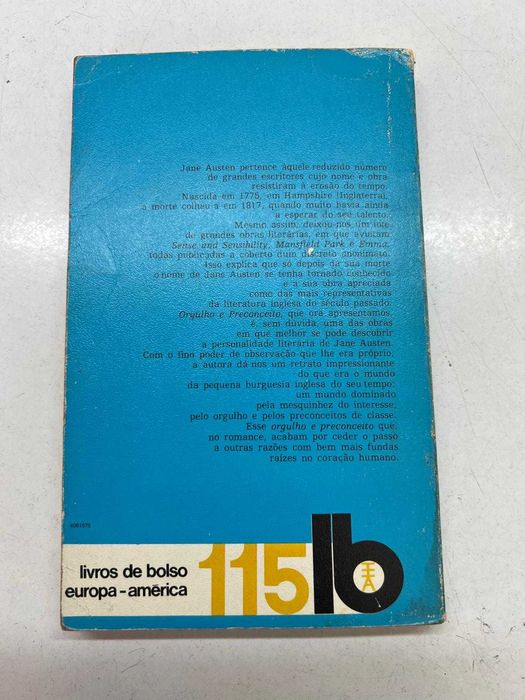 Jane Austen pertence àquele reduzido número
de grandes escritores cujo nome e obra
resistiram à erosão do tempo.
Nascida em 1775, em Hampshire (Inglaterra),
a morte colheu-a em 1817, quando muito havia ainda
a esperar do seu talento.
Mesmo assim, deixou-nos um lote
de grandes obras literárias, em que avultam
Sense and Sensibility, Mansfield Park e Emma,
todas publicadas a coberto dum discreto anonimato.
Isso explica que só depois da sua morte
o nome de Jane Austen se tenha tornado conhecido
e a sua obra apreciada
como das mais representativas
da literatura inglesa do século passado.
Orgulho e Preconceito, que ora apresentamos,
é, sem dúvida, uma das obras
em que melhor se pode descobrir
a personalidade literária de Jane Austen.
Com o fino poder de observação que lhe era próprio,
a autora dá-nos um retrato impressionante
do que era o mundo
da pequena burguesia inglesa do seu tempo:
um mundo dominado
pela mesquinhez do interesse,
pelo orgulho e pelos preconceitos de classe.
Esse orgulho e preconceito que,
no romance, acabam por ceder o passo
a outras razões com bem mais fundas
raízes no coração humano.
livros de bolso
europa-américa
115 lb